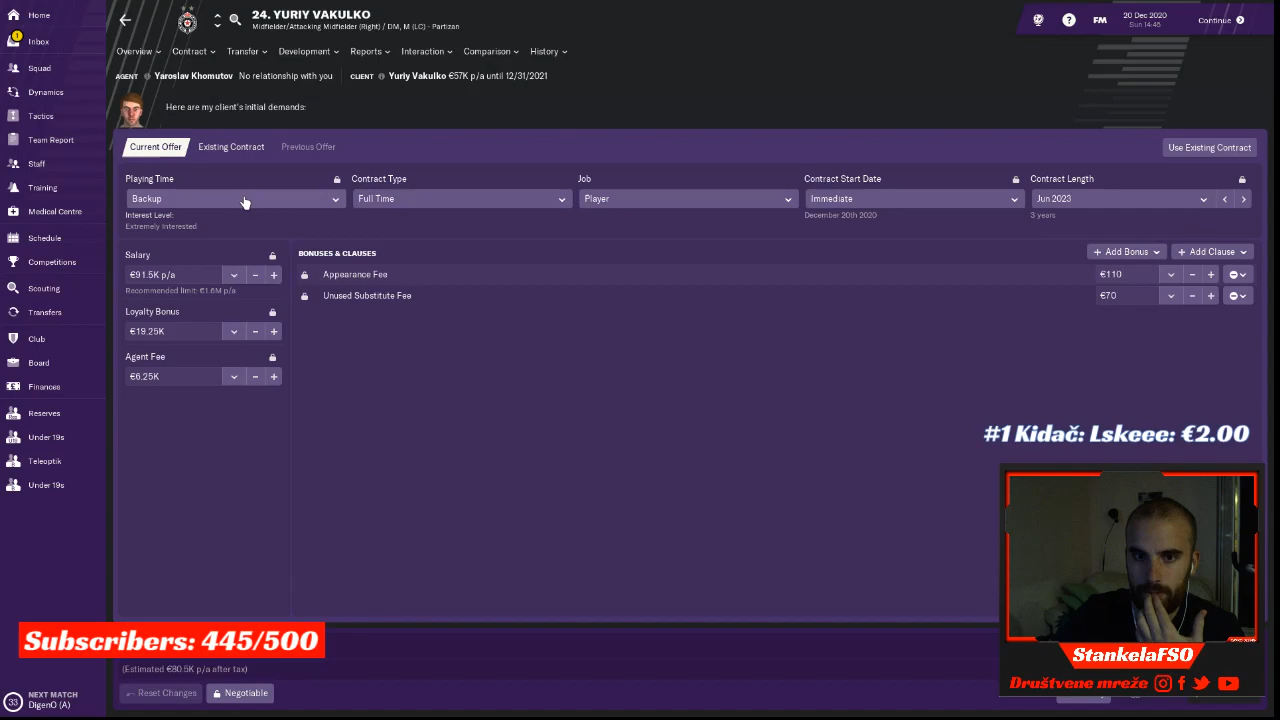 Home
Inbox
1
Squad
Dynamics
Tactics
Team Report
Staff
Training
Medical Centre
Schedule
Competitions
Scouting
Transfers
Club
Board
Finances
Reserves
Under 19s
Teleoptik
Under 19s
33 NEXT MATCH
DigenO (A)
24. YURIY VAKULKO
Midfielder/Attacking Midfielder (Right) / DM, M (LC) - Partizan
? FM 20 Dec 2020
Sun 14:45
Continue
Overview Contract Transfer Development Reports Interaction Comparison History
AGENT Yaroslav Khomutov No relationship with you CLIENT Yuriy Vakulko €57K p/a until 12/31/2021
Here are my client's initial demands:
Current Offer Existing Contract Previous Offer Use Existing Contract
Playing Time Contract Type Job Contract Start Date Contract Length
Backup Full Time Player Immediate Jun 2023
Interest Level: December 20th 2020 3 years
Extremely Interested
Salary BONUSES & CLAUSES + Add Bonus + Add Clause
€91.5K p/a Appearance Fee €110
Recommended limit: €1.6M p/a
Unused Substitute Fee €70
Loyalty Bonus
€19.25K
Agent Fee
€6.25K
#1 Kidač: Lskeee: €2.00
Subscribers: 445/500
StankelaFSO
Društvene mreže
(Estimated €80.5K p/a after tax)
Reset Changes Negotiable